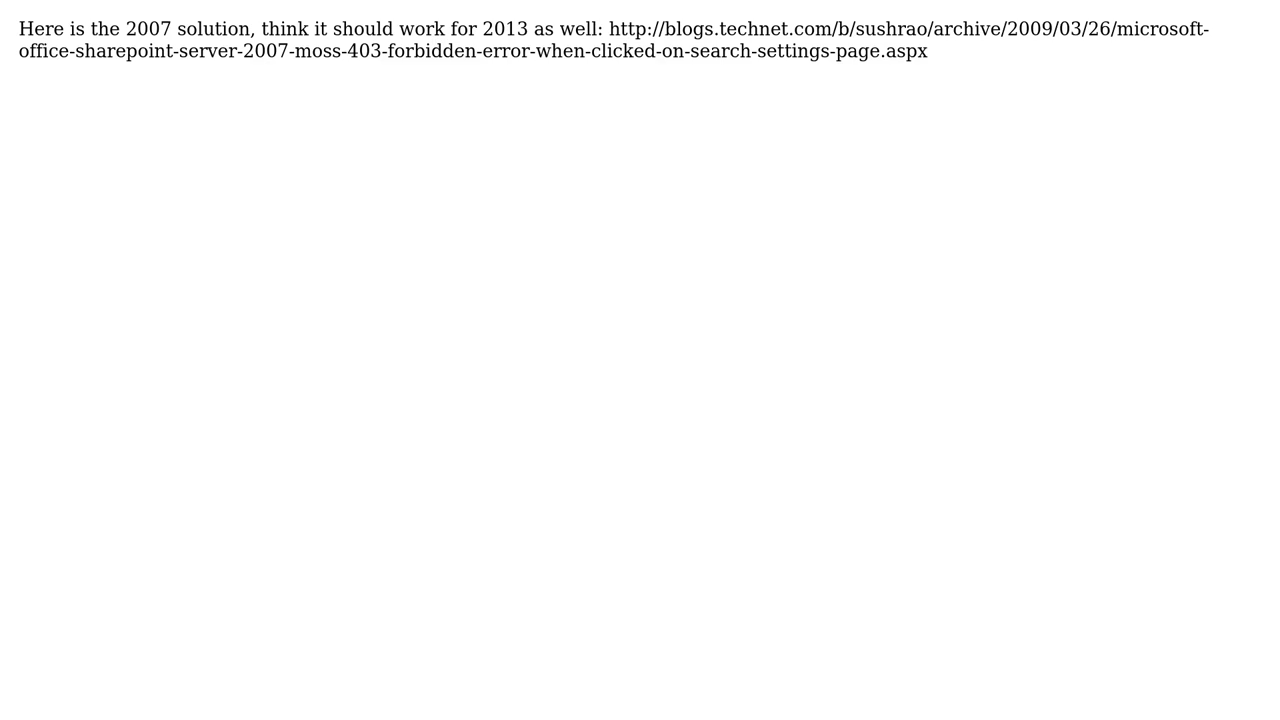 Here is the 2007 solution, think it should work for 2013 as well: http://blogs.technet.com/b/sushrao/archive/2009/03/26/microsoft-
office-sharepoint-server-2007-moss-403-forbidden-error-when-clicked-on-search-settings-page.aspx